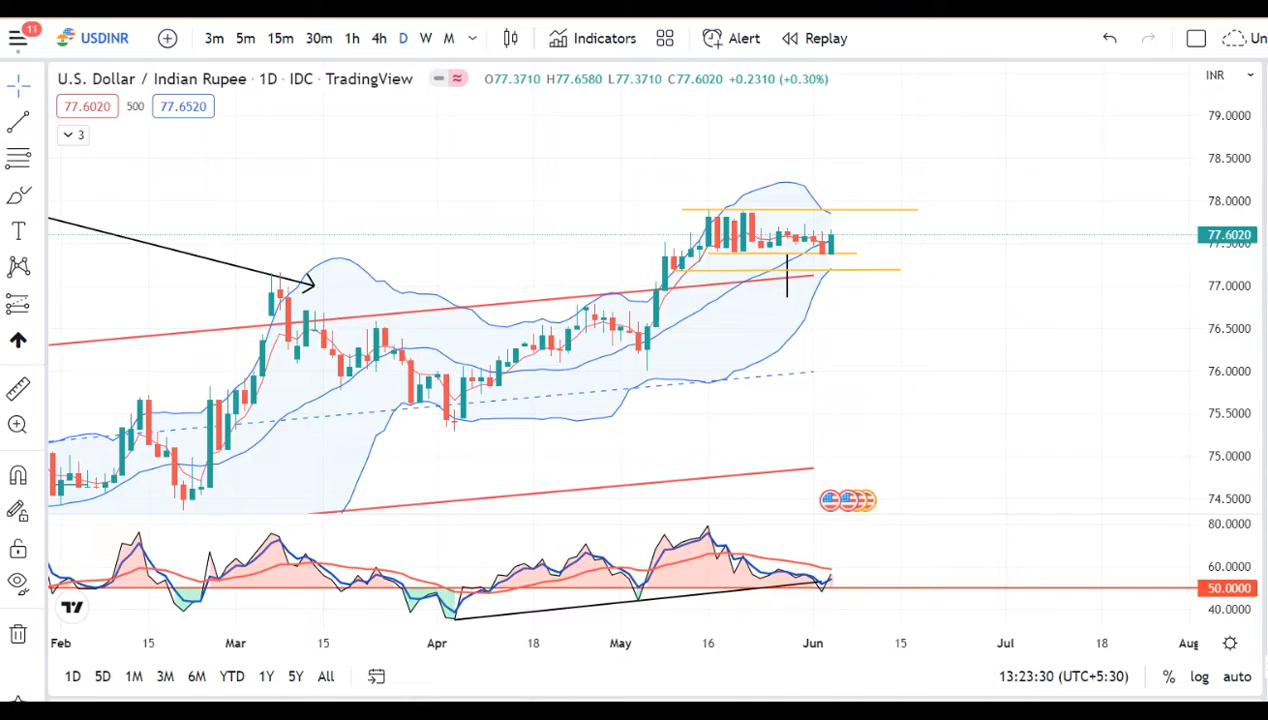 11
USDINR
3m 5m 15m 30m 1h 4h D W M Indicators Alert Replay Un
U.S. Dollar / Indian Rupee · 1D · IDC · TradingView O77.3710 H77.6580 L77.3710 C77.6020 +0.2310 (+0.30%) INR
77.6020 500 77.6520
3
79.0000
78.5000
78.0000
77.6020
77.0000
76.5000
76.0000
75.5000
75.0000
74.5000
80.0000
60.0000
50.0000
40.0000
Feb 15 Mar 15 Apr 18 May 16 Jun 15 Jul 18 Aug
1D 5D 1M 3M 6M YTD 1Y 5Y All 13:23:30 (UTC+5:30) % log auto